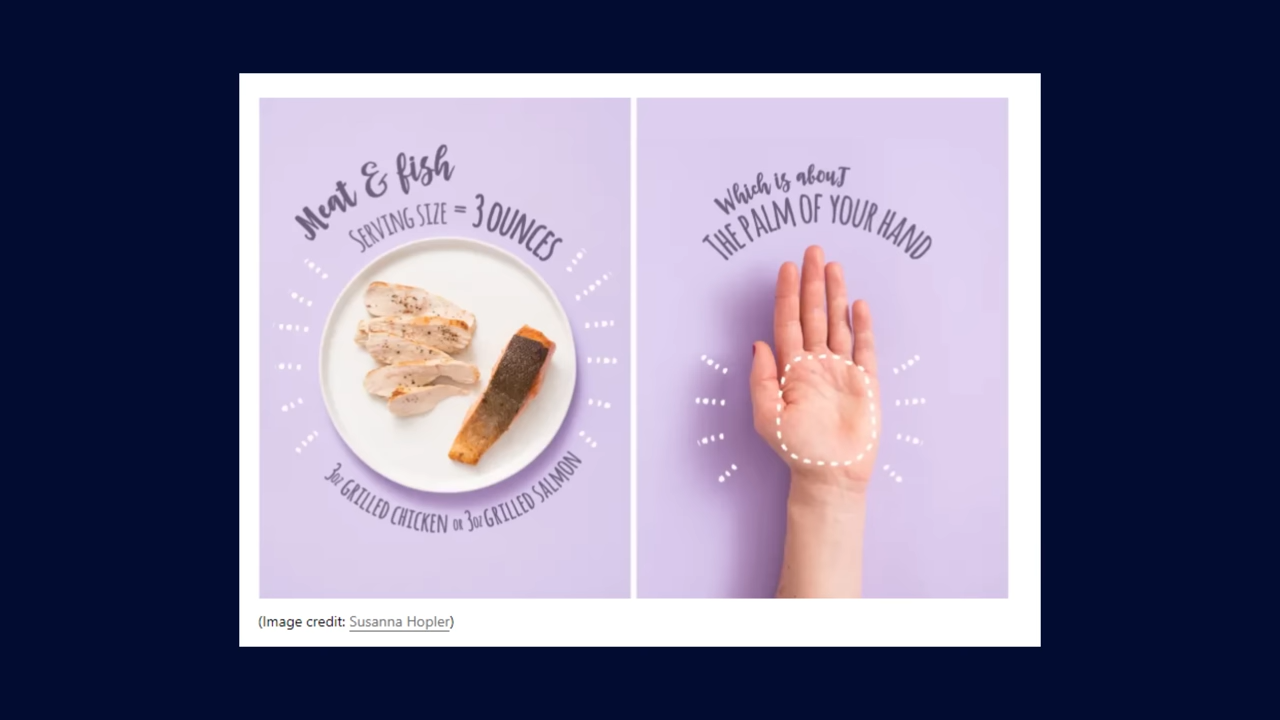 Meat & fish
SERVING SIZE = 3 OUNCES
3oz GRILLED CHICKEN or 3oz GRILLED SALMON
Which is abouT
THE PALM OF YOUR HAND
(Image credit: Susanna Hopler)